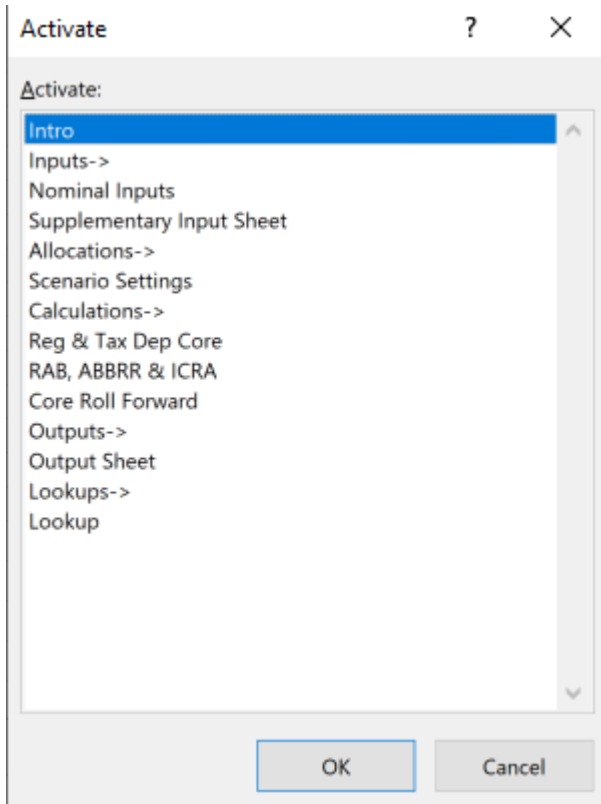 Activate
?
Activate:
Intro
Inputs->
Nominal Inputs
Supplementary Input Sheet
Allocations->
Scenario Settings
Calculations->
Reg & Tax Dep Core
RAB, ABBRR & ICRA
Core Roll Forward
Outputs->
Output Sheet
Lookups->
Lookup
OK
Cancel